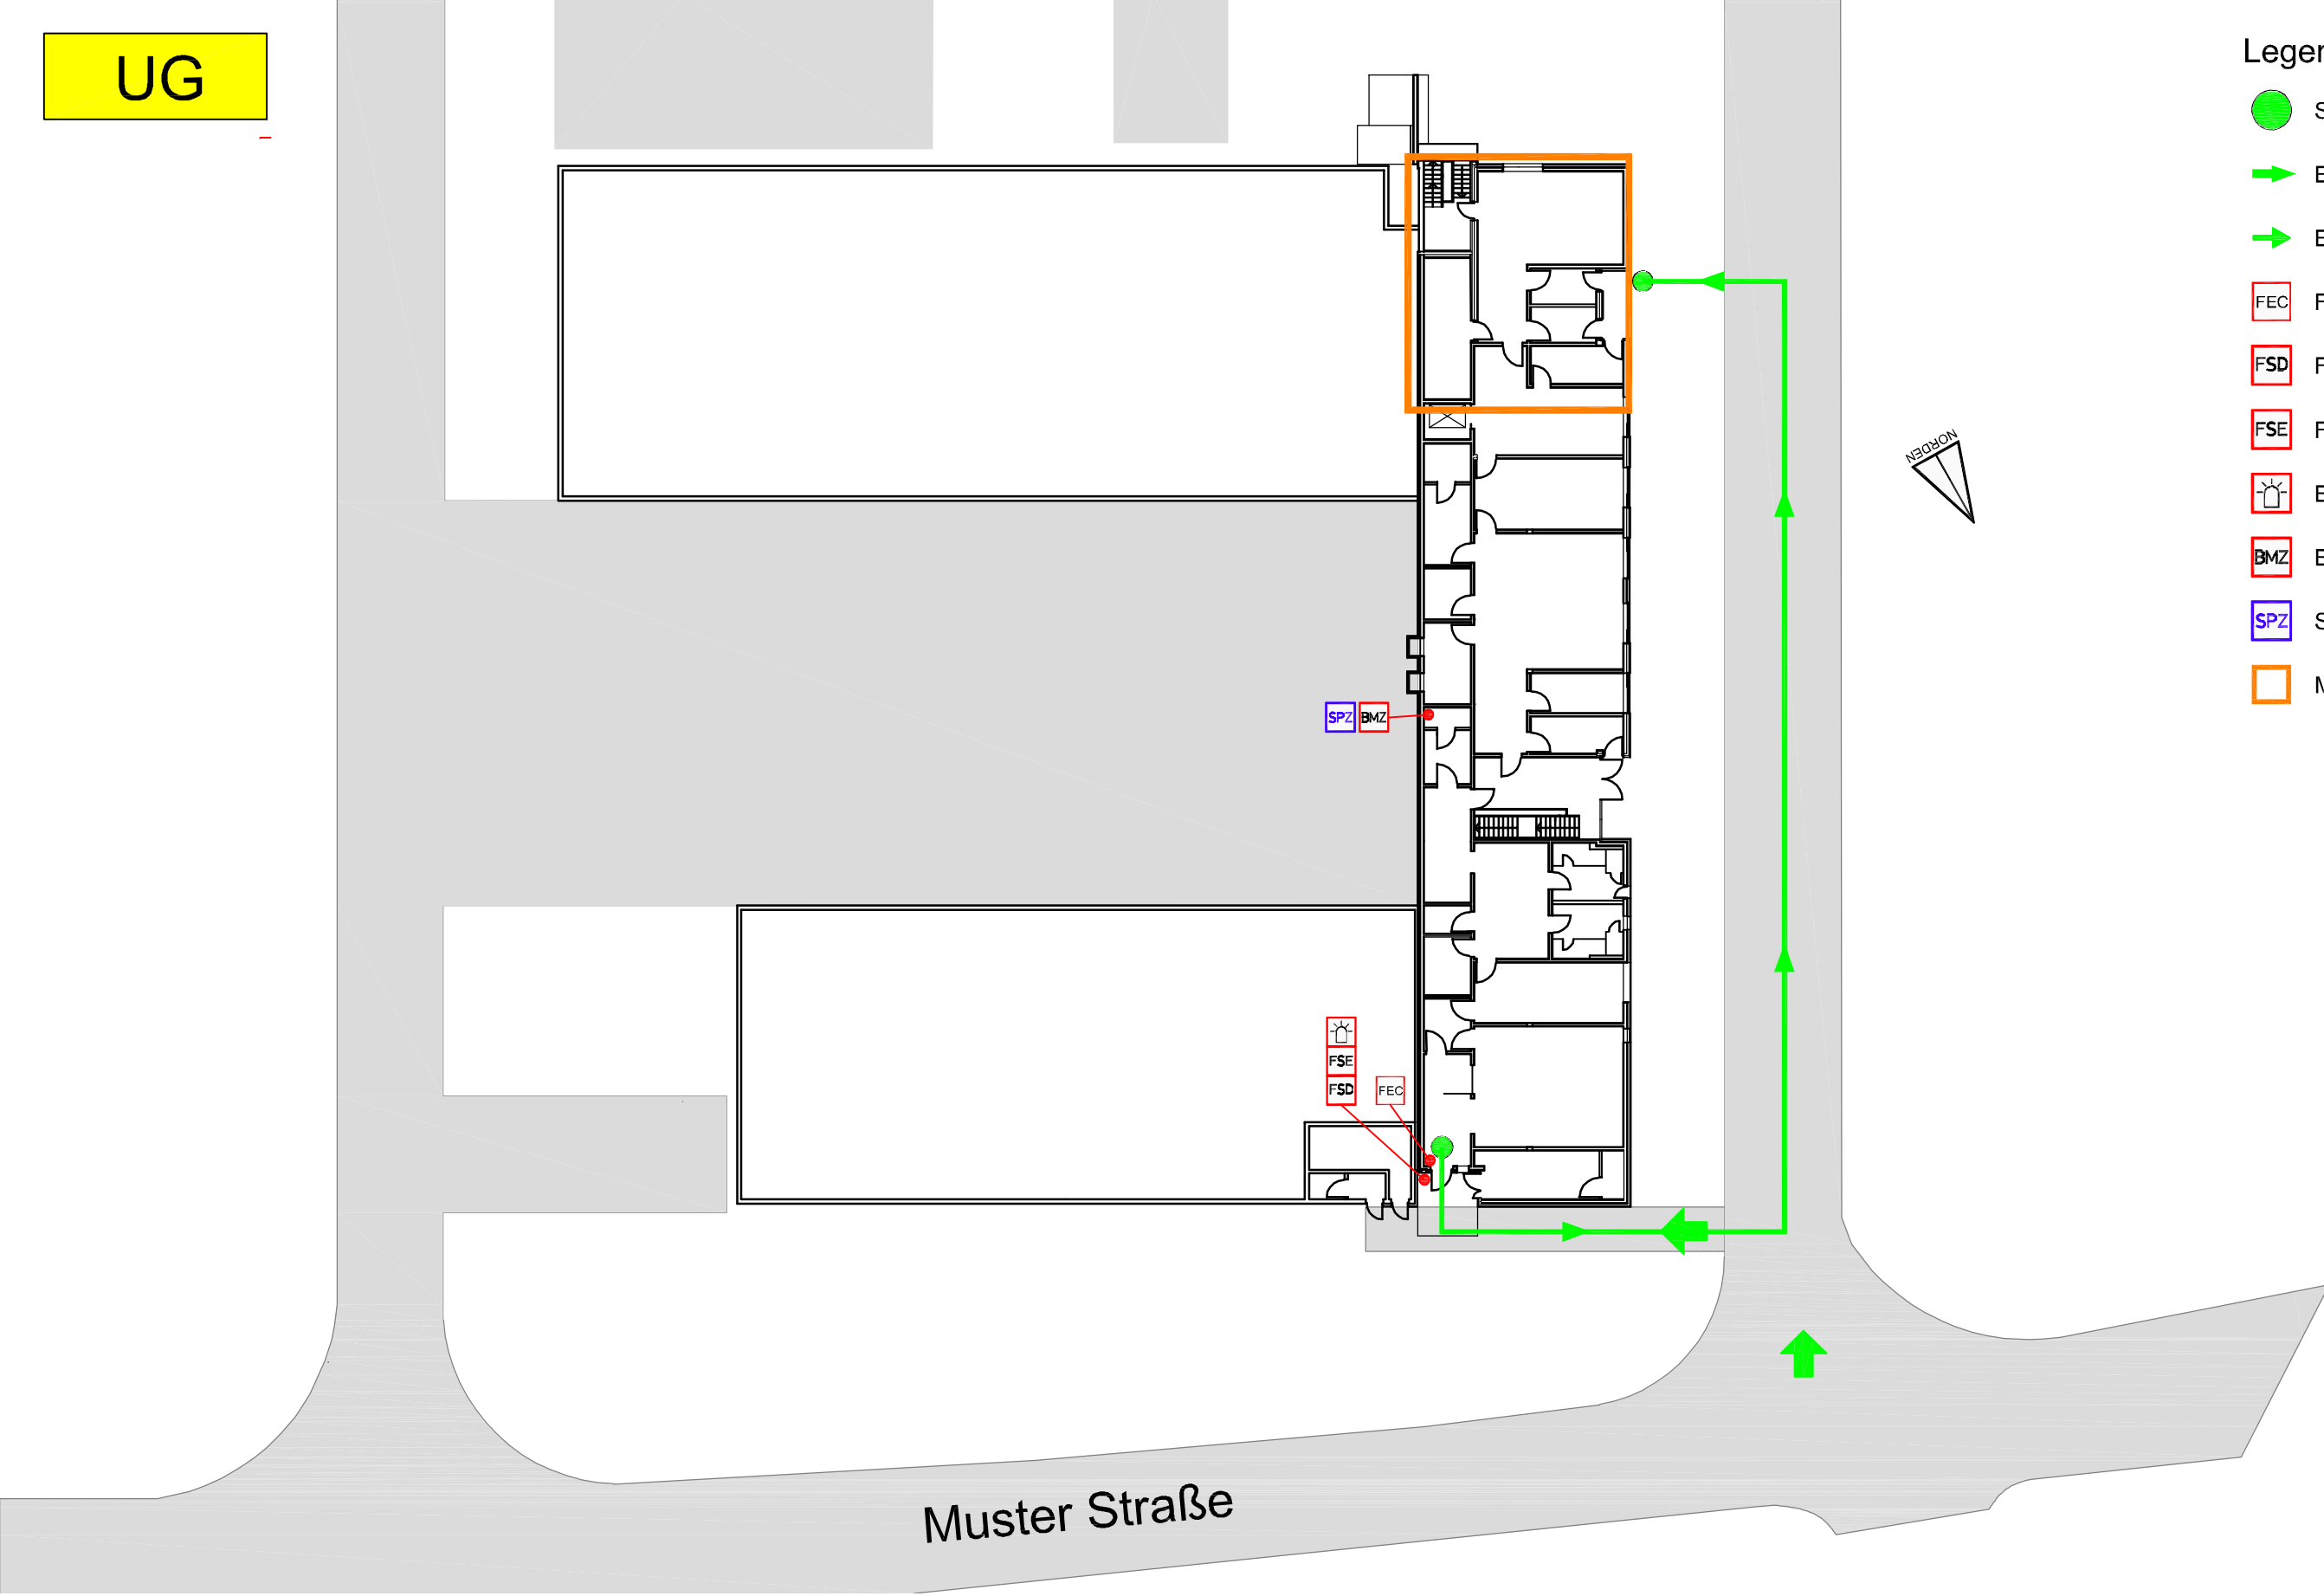 UG
Legen
S
E
E
FEC F
FSD F
FSE F
E
BMZ E
SPZ S
M
NORDEN
SPZ BMZ
FSE
FSD FEC
Muster Straße